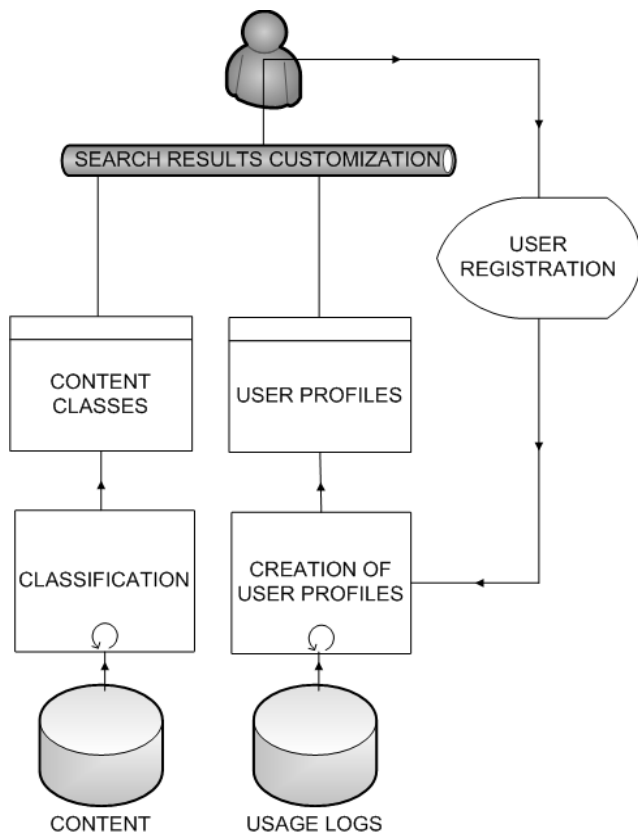 SEARCH RESULTS CUSTOMIZATION
USER
REGISTRATION
CONTENT
CLASSES
USER PROFILES
CLASSIFICATION
CREATION OF
USER PROFILES
CONTENT
USAGE LOGS